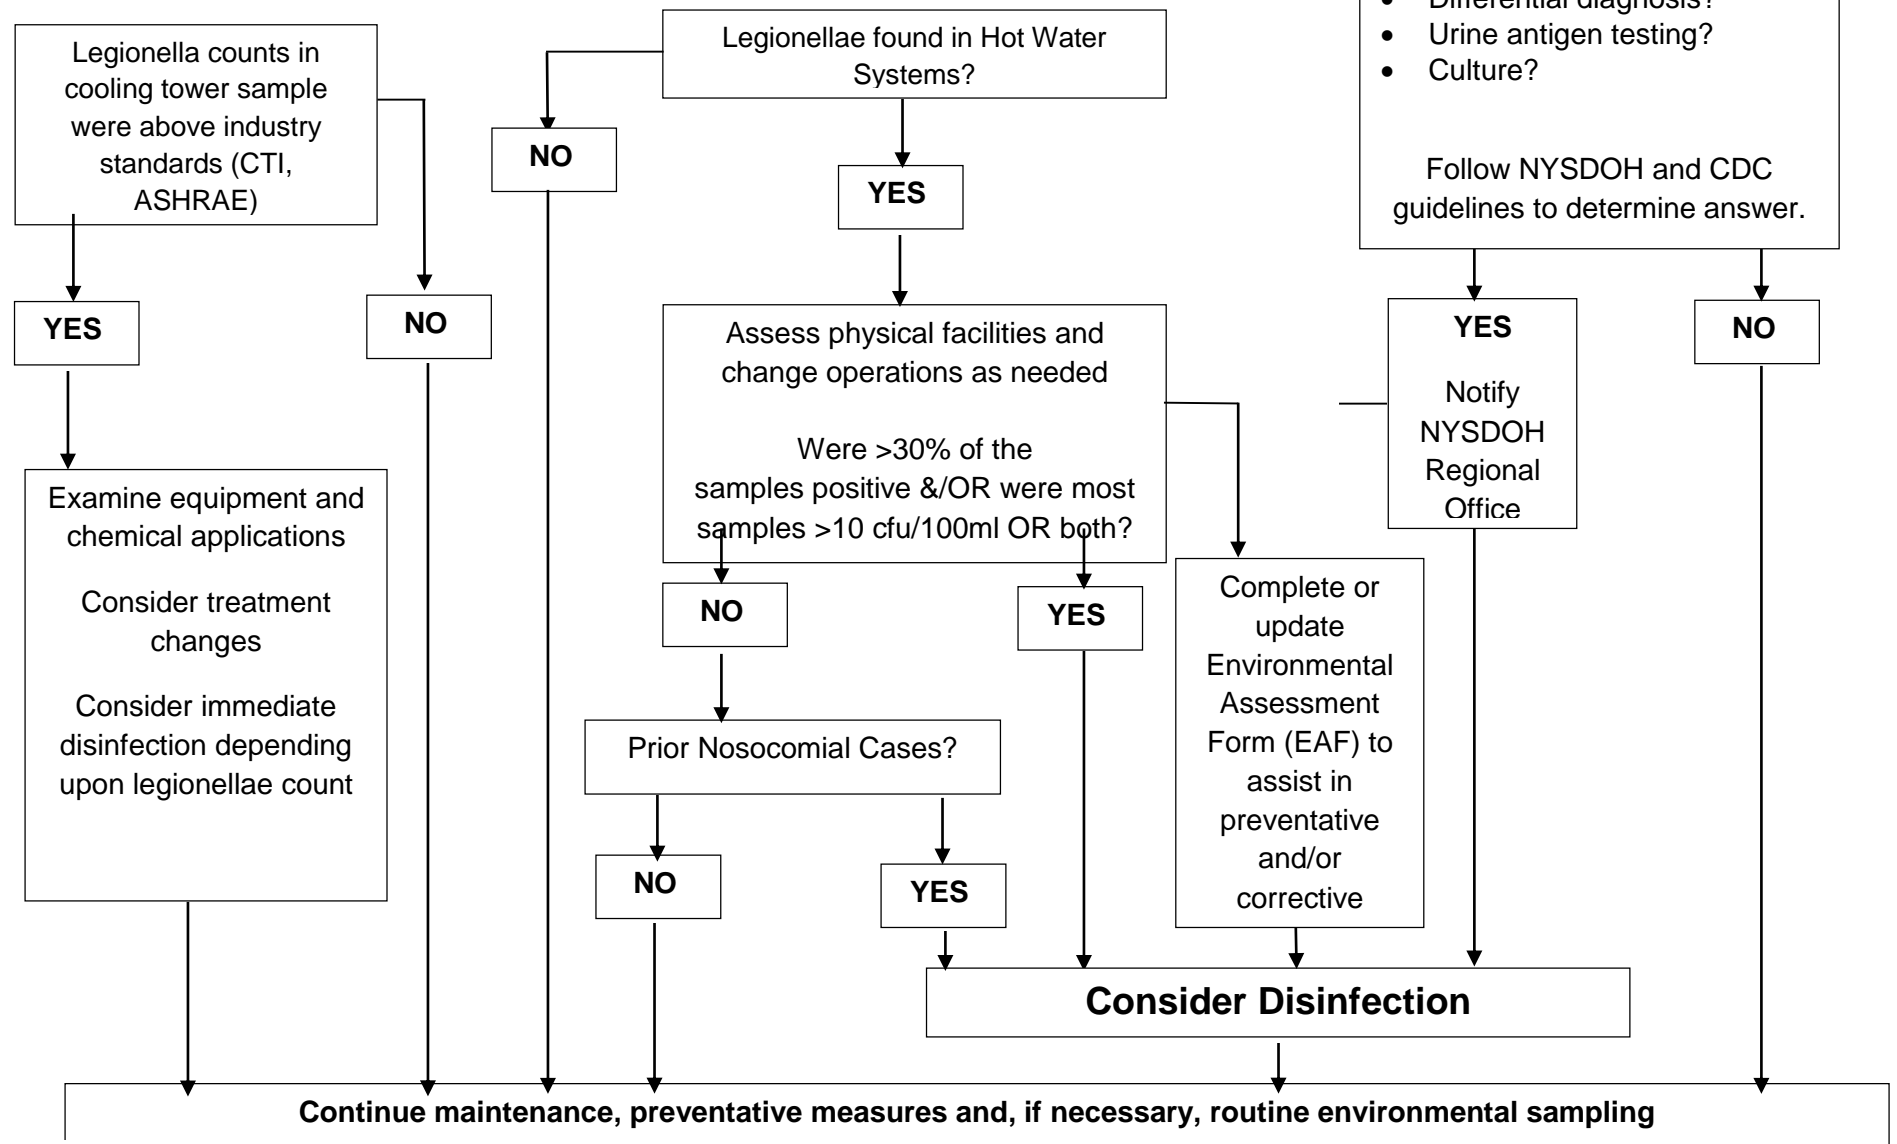 Legionella counts in
cooling tower sample
were above industry
standards (CTI,
ASHRAE)
YES
NO
Examine equipment and
chemical applications
Consider treatment
changes
Consider immediate
disinfection depending
upon legionellae count
Legionellae found in Hot Water
Systems?
NO
YES
Assess physical facilities and
change operations as needed
Were >30% of the
samples positive &/OR were most
samples >10 cfu/100ml OR both?
NO
YES
Prior Nosocomial Cases?
NO
YES
Complete or
update
Environmental
Assessment
Form (EAF) to
assist in
preventative
and/or
corrective
• Differential diagnosis?
• Urine antigen testing?
• Culture?
Follow NYSDOH and CDC
guidelines to determine answer.
YES
Notify
NYSDOH
Regional
Office
NO
Consider Disinfection
Continue maintenance, preventative measures and, if necessary, routine environmental sampling